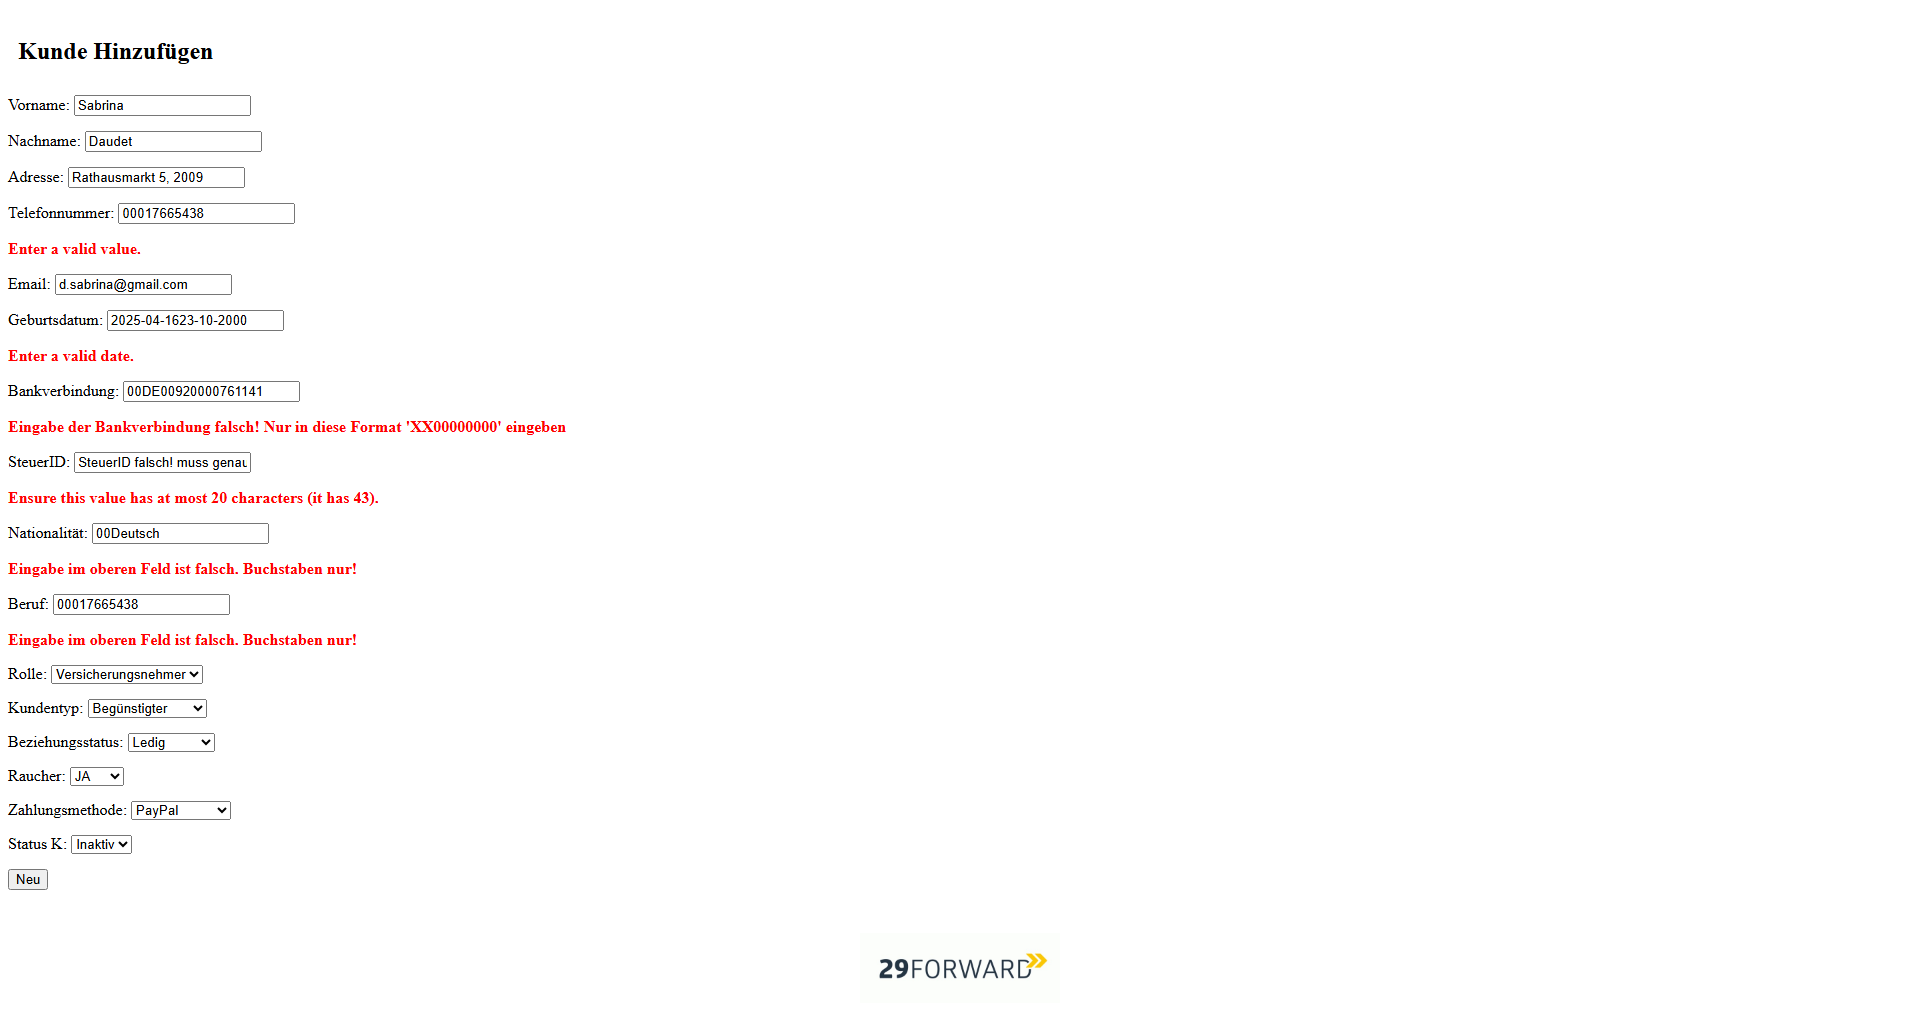 Kunde Hinzufügen
Vorname: Sabrina
Nachname: Daudet
Adresse: Rathausmarkt 5, 2009
Telefonnummer: 00017665438
Enter a valid value.
Email: d.sabrina@gmail.com
Geburtsdatum: 2025-04-1623-10-2000
Enter a valid date.
Bankverbindung: 00DE00920000761141
Eingabe der Bankverbindung falsch! Nur in diese Format 'XX00000000' eingeben
SteuerID: SteuerID falsch! muss genau
Ensure this value has at most 20 characters (it has 43).
Nationalität: 00Deutsch
Eingabe im oberen Feld ist falsch. Buchstaben nur!
Beruf: 00017665438
Eingabe im oberen Feld ist falsch. Buchstaben nur!
Rolle: Versicherungsnehmer
Kundentyp: Begünstigter
Beziehungsstatus: Ledig
Raucher: JA
Zahlungsmethode: PayPal
Status K: Inaktiv
Neu
29FORWARD